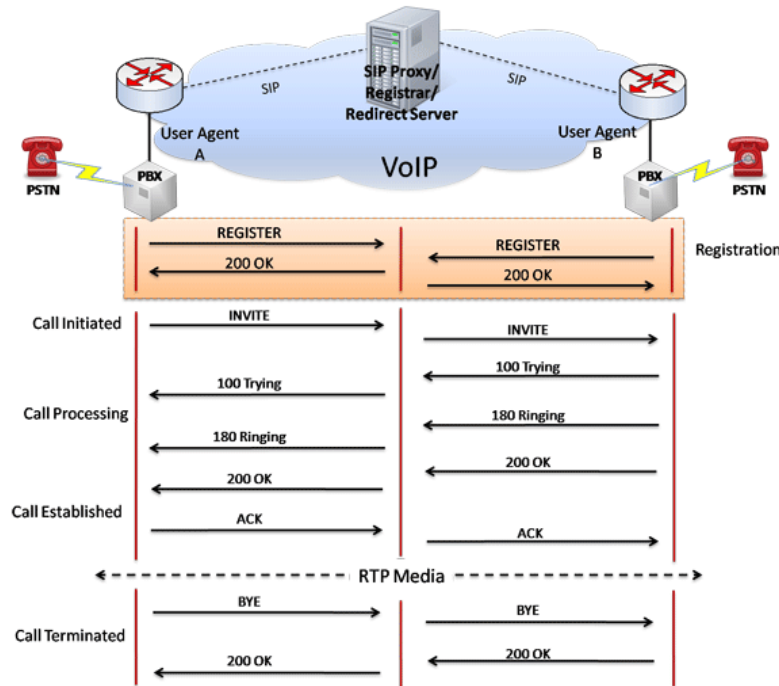 SIP Proxy/
Registrar/
Redirect Server
SIP
SIP
User Agent
A
User Agent
B
VoIP
PBX
PBX
PSTN
PSTN
REGISTER
REGISTER
Registration
200 OK
200 OK
Call Initiated
INVITE
INVITE
100 Trying
100 Trying
Call Processing
180 Ringing
180 Ringing
200 OK
200 OK
Call Established
ACK
ACK
RTP Media
BYE
BYE
Call Terminated
200 OK
200 OK